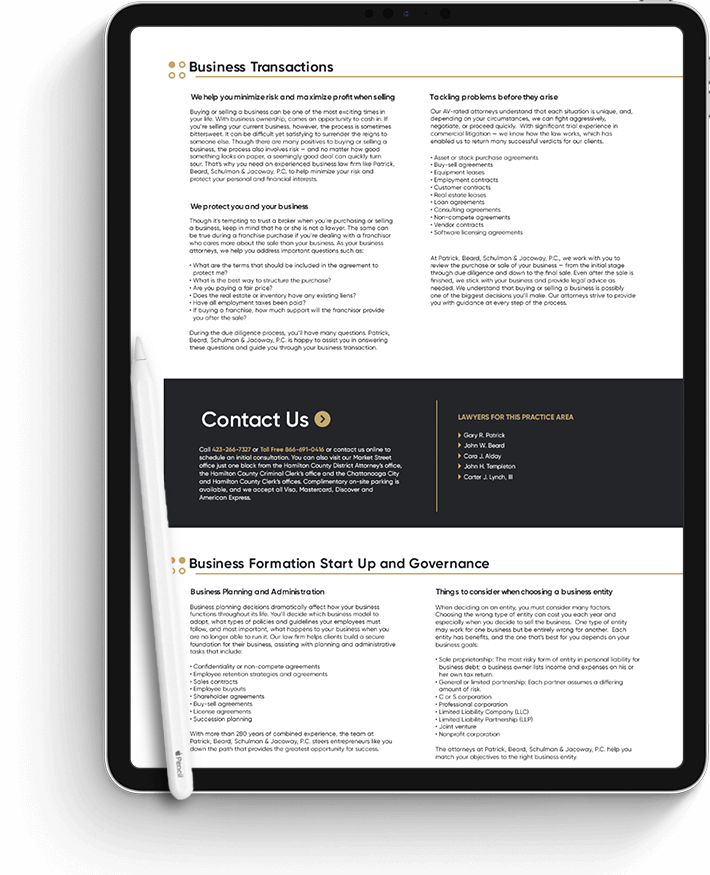 Business Transactions
We help you minimize risk and maximize profit when selling
Buying or selling a business can be one of the most exciting times in
your life. With business ownership, comes an opportunity to cash in. If
you're selling your current business, however, the process is sometimes
bittersweet. It can be difficult yet satisfying to surrender the reigns to
someone else. Though there are many positives to buying or selling a
business, the process also involves risk — and no matter how good
something looks on paper, a seemingly good deal can quickly turn
sour. That's why you need an experienced business law firm like Patrick,
Beard, Schulman & Jacoway, P.C. to help minimize your risk and
protect your personal and financial interests.
We protect you and your business
Though it's tempting to trust a broker when you're purchasing or selling
a business, keep in mind that he or she is not a lawyer. The same can
be true during a franchise purchase if you're dealing with a franchisor
who cares more about the sale than your business. As your business
attorneys, we help you address important questions such as:
• What are the terms that should be included in the agreement to
protect me?
• What is the best way to structure the purchase?
• Are you paying a fair price?
• Does the real estate or inventory have any existing liens?
• Have all employment taxes been paid?
• If buying a franchise, how much support will the franchisor provide
you after the sale?
During the due diligence process, you'll have many questions. Patrick,
Beard, Schulman & Jacoway, P.C. is happy to assist you in answering
these questions and guide you through your business transaction.
Tackling problems before they arise
Our AV-rated attorneys understand that each situation is unique, and,
depending on your circumstances, we can fight aggressively,
negotiate, or proceed quickly. With significant trial experience in
commercial litigation — we know how the law works, which has
enabled us to return many successful verdicts for our clients.
• Asset or stock purchase agreements
• Buy-sell agreements
• Equipment leases
• Employment contracts
• Customer contracts
• Real estate leases
• Loan agreements
• Consulting agreements
• Non-compete agreements
• Vendor contracts
• Software licensing agreements
At Patrick, Beard, Schulman & Jacoway, P.C., we work with you to
review the purchase or sale of your business — from the initial stage
through due diligence and down to the final sale. Even after the sale is
finished, we stick with your business and provide legal advice as
needed. We understand that buying or selling a business is possibly
one of the biggest decisions you'll make. Our attorneys strive to provide
you with guidance at every step of the process.
Contact Us
Call 423-266-7327 or Toll Free 866-691-0416 or contact us online to
schedule an initial consultation. You can also visit our Market Street
office just one block from the Hamilton County District Attorney's office,
the Hamilton County Criminal Clerk's office and the Chattanooga City
and Hamilton County Clerk's offices. Complimentary on-site parking is
available, and we accept all Visa, Mastercard, Discover and
American Express.
LAWYERS FOR THIS PRACTICE AREA
Gary R. Patrick
John W. Beard
Cara J. Alday
John H. Templeton
Carter J. Lynch, III
Business Formation Start Up and Governance
Business Planning and Administration
Business planning decisions dramatically affect how your business
functions throughout its life. You'll decide which business model to
adopt, what types of policies and guidelines your employees must
follow, and most important, what happens to your business when you
are no longer able to run it. Our law firm helps clients build a secure
foundation for their business, assisting with planning and administrative
tasks that include:
• Confidentiality or non-compete agreements
• Employee retention strategies and agreements
• Sales contracts
• Employee buyouts
• Shareholder agreements
• Buy-sell agreements
• License agreements
• Succession planning
With more than 280 years of combined experience, the team at
Patrick, Beard, Schulman & Jacoway, P.C. steers entrepreneurs like you
down the path that provides the greatest opportunity for success.
Things to consider when choosing a business entity
When deciding on an entity, you must consider many factors.
Choosing the wrong type of entity can cost you each year and
especially when you decide to sell the business. One type of entity
may work for one business but be entirely wrong for another. Each
entity has benefits, and the one that's best for you depends on your
business goals:
• Sole proprietorship: The most risky form of entity in personal liability for
business debt; a business owner lists income and expenses on his or
her own tax return.
• General or limited partnership: Each partner assumes a differing
amount of risk.
• C or S corporation
• Professional corporation
• Limited Liability Company (LLC)
• Limited Liability Partnership (LLP)
• Joint venture
• Nonprofit corporation
The attorneys at Patrick, Beard, Schulman & Jacoway, P.C. help you
match your objectives to the right business entity.
Pencil